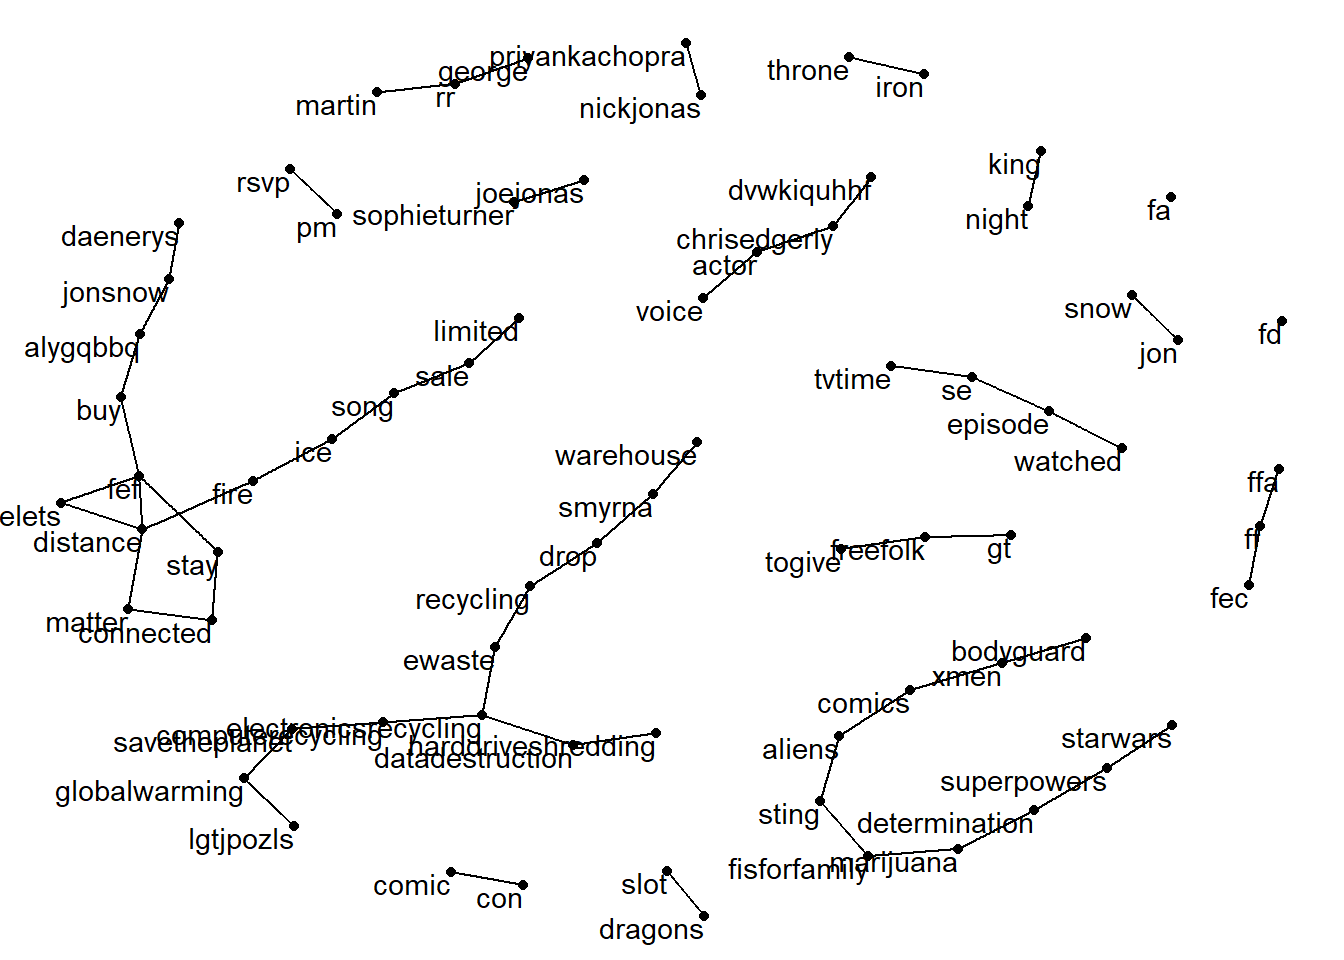 priyankachopra
george
throne
iron
martin
rr
nickjonas
king
rsvp
joejonas
dvwkiquhhf
fa
sophieturner
night
pm
daenerys
chrisedgerly
actor
jonsnow
voice
snow
limited
fd
alygqbbq
jon
sale
tvtime
se
buy
song
episode
ice
warehouse
watched
fef
fire
ffa
elets
smyrna
distance
ff
stay
drop
freefolk
gt
togive
recycling
fec
matter
connected
ewaste
bodyguard
xmen
comics
electronicsrecycling
computerrecycling
savetheplanet
harddriveshredding
datadestruction
starwars
aliens
globalwarming
superpowers
sting
determination
lgtjpozls
marijuana
fisforfamily
comic
slot
con
dragons